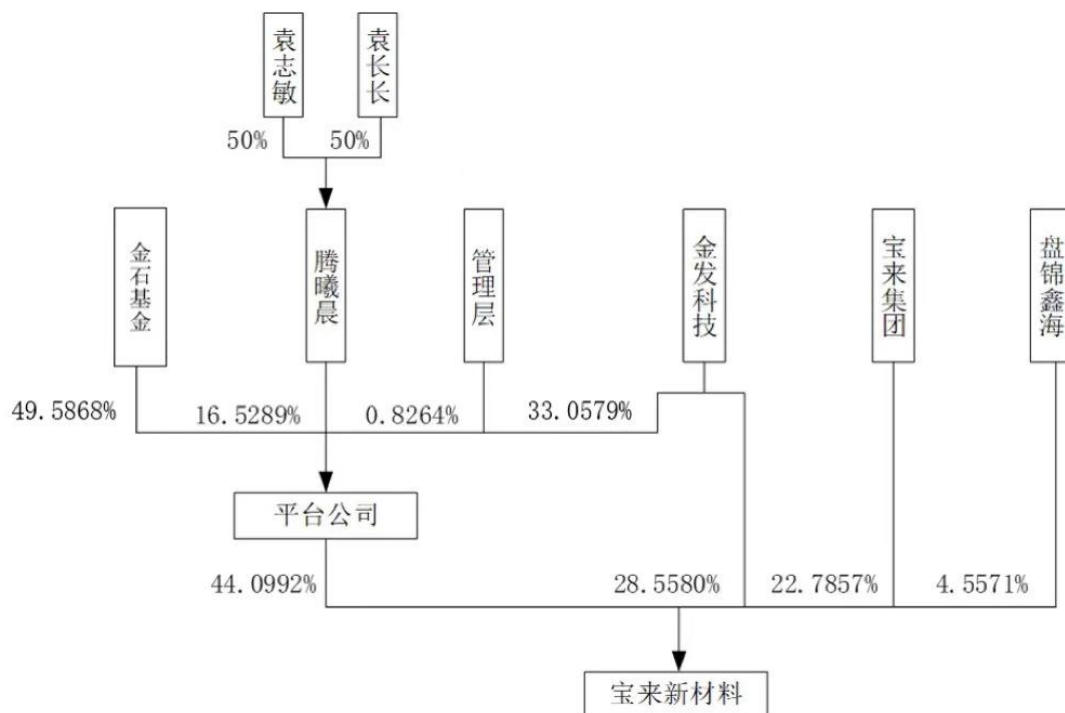 袁志敏
袁长长
50%
50%
金石基金
腾曦晨
管理层
金发科技
宝来集团
盘锦鑫海
49.5868%
16.5289%
0.8264%
33.0579%
平台公司
44.0992%
28.5580%
22.7857%
4.5571%
宝来新材料